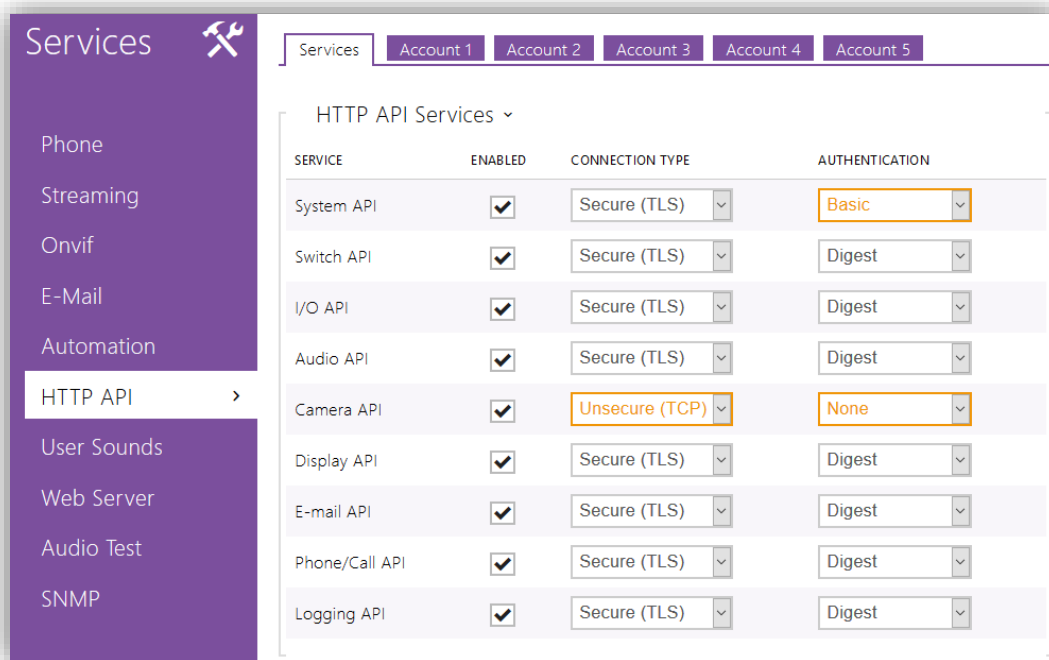 Services
Phone
Streaming
Onvif
E-Mail
Automation
HTTP API
User Sounds
Web Server
Audio Test
SNMP
Services Account 1 Account 2 Account 3 Account 4 Account 5
HTTP API Services
SERVICE ENABLED CONNECTION TYPE AUTHENTICATION
System API Secure (TLS) Basic
Switch API Secure (TLS) Digest
I/O API Secure (TLS) Digest
Audio API Secure (TLS) Digest
Camera API Unsecure (TCP) None
Display API Secure (TLS) Digest
E-mail API Secure (TLS) Digest
Phone/Call API Secure (TLS) Digest
Logging API Secure (TLS) Digest